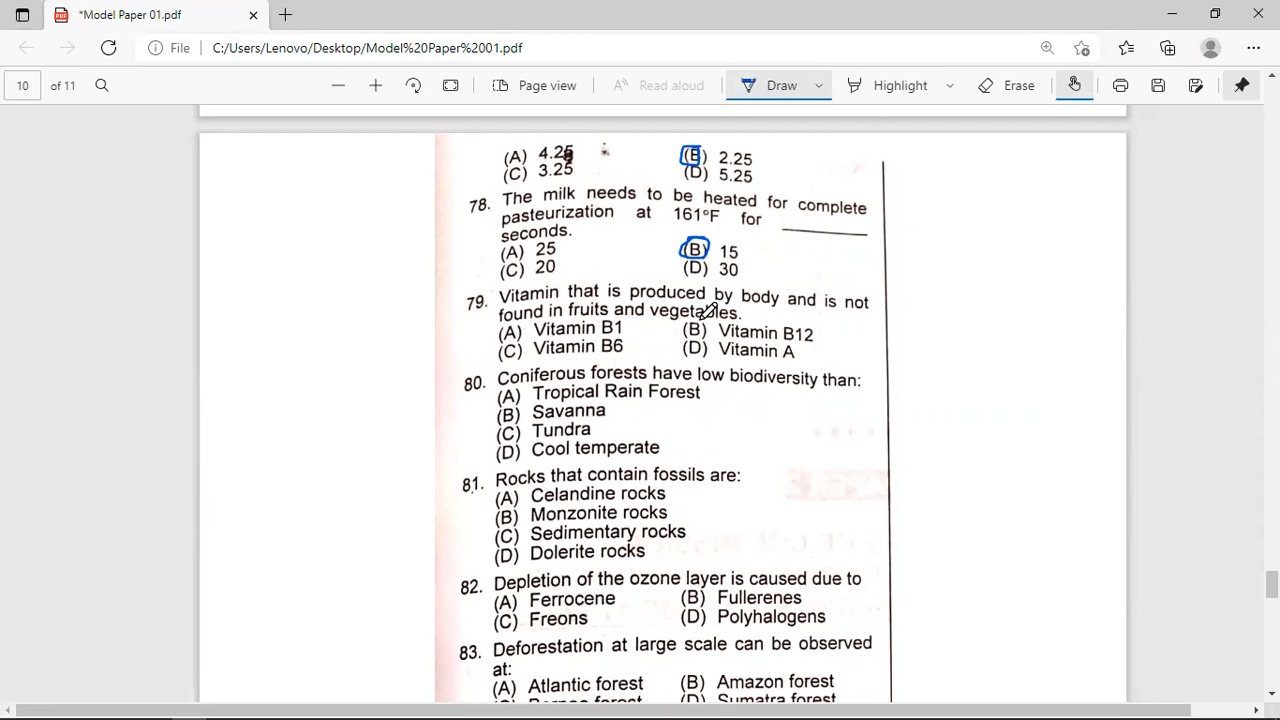 *Model Paper 01.pdf
File
C:/Users/Lenovo/Desktop/Model%20Paper%2001.pdf
10 of 11
Page view
Read aloud
Draw
Highlight
Erase
(A) 4.25
(B) 2.25
(C) 3.25
(D) 5.25
78. The milk needs to be heated for complete
pasteurization at 161°F for ________
seconds.
(A) 25
(B) 15
(C) 20
(D) 30
79. Vitamin that is produced by body and is not
found in fruits and vegetables.
(A) Vitamin B1
(B) Vitamin B12
(C) Vitamin B6
(D) Vitamin A
80. Coniferous forests have low biodiversity than:
(A) Tropical Rain Forest
(B) Savanna
(C) Tundra
(D) Cool temperate
81. Rocks that contain fossils are:
(A) Celandine rocks
(B) Monzonite rocks
(C) Sedimentary rocks
(D) Dolerite rocks
82. Depletion of the ozone layer is caused due to
(A) Ferrocene
(B) Fullerenes
(C) Freons
(D) Polyhalogens
83. Deforestation at large scale can be observed
at:
(A) Atlantic forest
(B) Amazon forest
forest
(D) Sumatra forest